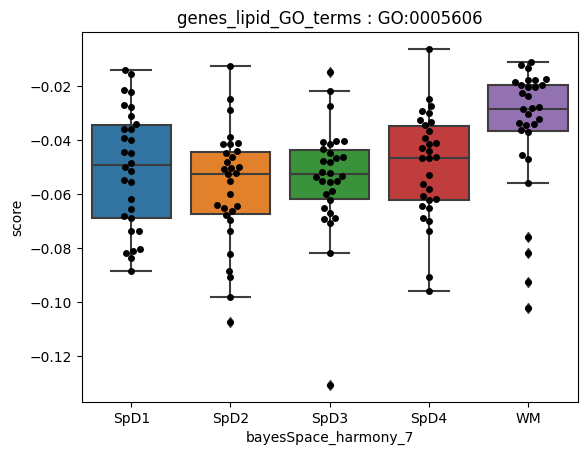 genes_lipid_GO_terms : GO:0005606
score
−0.02
−0.04
−0.06
−0.08
−0.10
−0.12
SpD1 SpD2 SpD3 SpD4 WM
bayesSpace_harmony_7